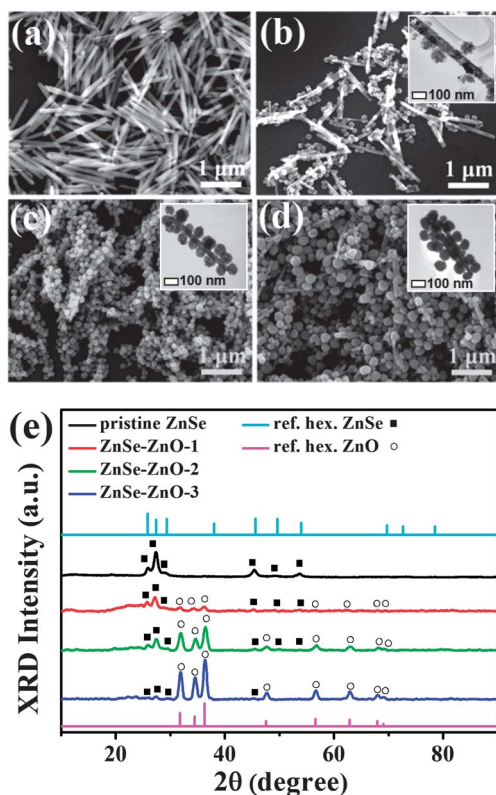 (a)
1 μm
(b)
100 nm
1 μm
(c)
100 nm
1 μm
(d)
100 nm
1 μm
(e)
pristine ZnSe
ref. hex. ZnSe ■
ZnSe-ZnO-1
ref. hex. ZnO ○
ZnSe-ZnO-2
ZnSe-ZnO-3
XRD Intensity (a.u.)
20 40 60 80
2θ (degree)